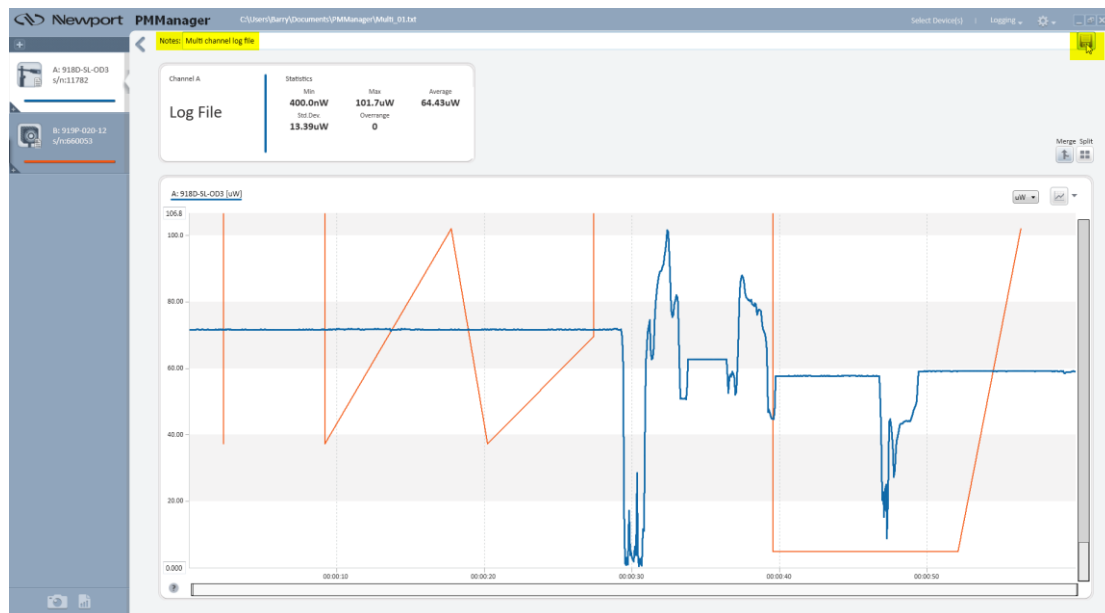 Newport PMManager C:\Users\Barry\Documents\PMManager\Multi_01.txt Select Device(s) | Logging
Notes: Multi channel log file
A: 918D-SL-OD3
s/n:11782
B: 919P-020-12
s/n:660053
Channel A
Log File
Statistics
Min Max Average
400.0nW 101.7uW 64.43uW
Std.Dev Overrange
13.39uW 0
Merge Split
A: 918D-SL-OD3 [uW]
uW
106.8
100.0
80.00
60.00
40.00
20.00
0.000
00:00:10 00:00:20 00:00:30 00:00:40 00:00:50
?